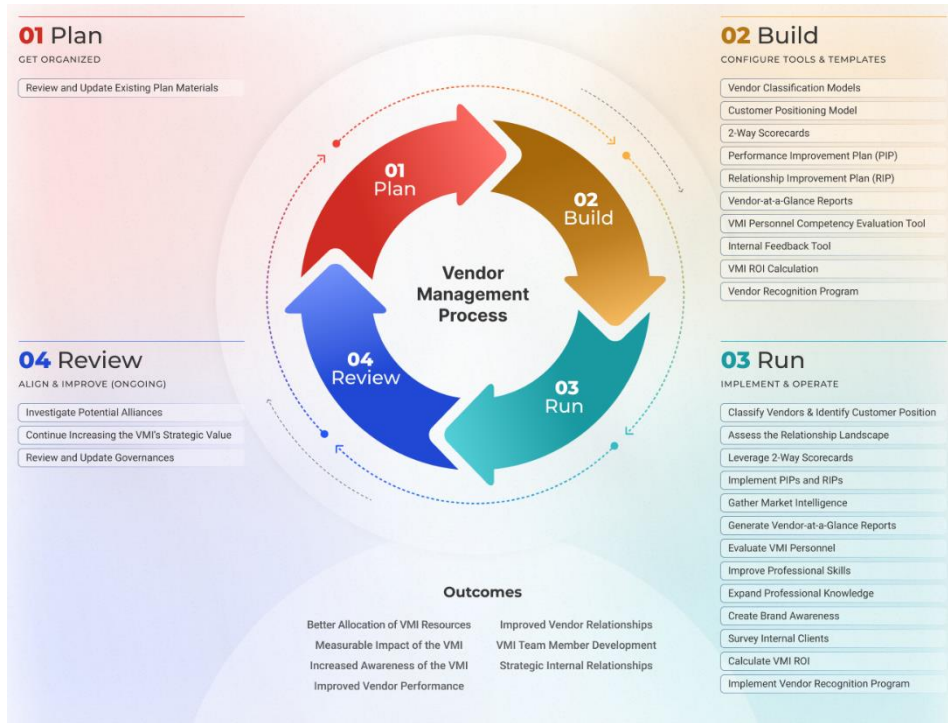 01 Plan
GET ORGANIZED
Review and Update Existing Plan Materials
02 Build
CONFIGURE TOOLS & TEMPLATES
Vendor Classification Models
Customer Positioning Model
2-Way Scorecards
Performance Improvement Plan (PIP)
Relationship Improvement Plan (RIP)
Vendor-at-a-Glance Reports
VMI Personnel Competency Evaluation Tool
Internal Feedback Tool
VMI ROI Calculation
Vendor Recognition Program
01
Plan
02
Build
Vendor
Management
Process
04
Review
03
Run
04 Review
ALIGN & IMPROVE (ONGOING)
Investigate Potential Alliances
Continue Increasing the VMI's Strategic Value
Review and Update Governances
03 Run
IMPLEMENT & OPERATE
Classify Vendors & Identify Customer Position
Assess the Relationship Landscape
Leverage 2-Way Scorecards
Implement PIPs and RIPs
Gather Market Intelligence
Generate Vendor-at-a-Glance Reports
Evaluate VMI Personnel
Improve Professional Skills
Expand Professional Knowledge
Create Brand Awareness
Survey Internal Clients
Calculate VMI ROI
Implement Vendor Recognition Program
Outcomes
Better Allocation of VMI Resources
Measurable Impact of the VMI
Increased Awareness of the VMI
Improved Vendor Performance
Improved Vendor Relationships
VMI Team Member Development
Strategic Internal Relationships